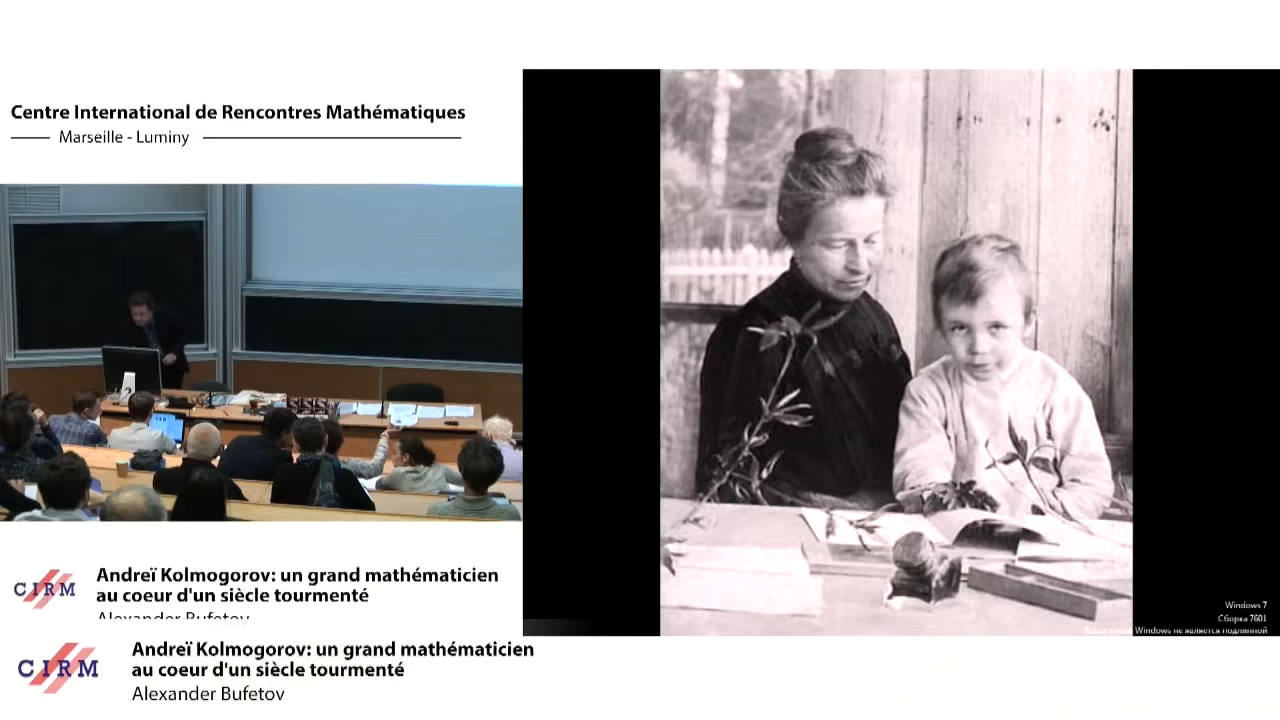 Centre International de Rencontres Mathématiques
Marseille - Luminy
CIRM
Andreï Kolmogorov: un grand mathématicien
au coeur d'un siècle tourmenté
Alexander Bufetov
CIRM
Andreï Kolmogorov: un grand mathématicien
au coeur d'un siècle tourmenté
Alexander Bufetov
Windows 7
Сборка 7601
Windows не является подлинной